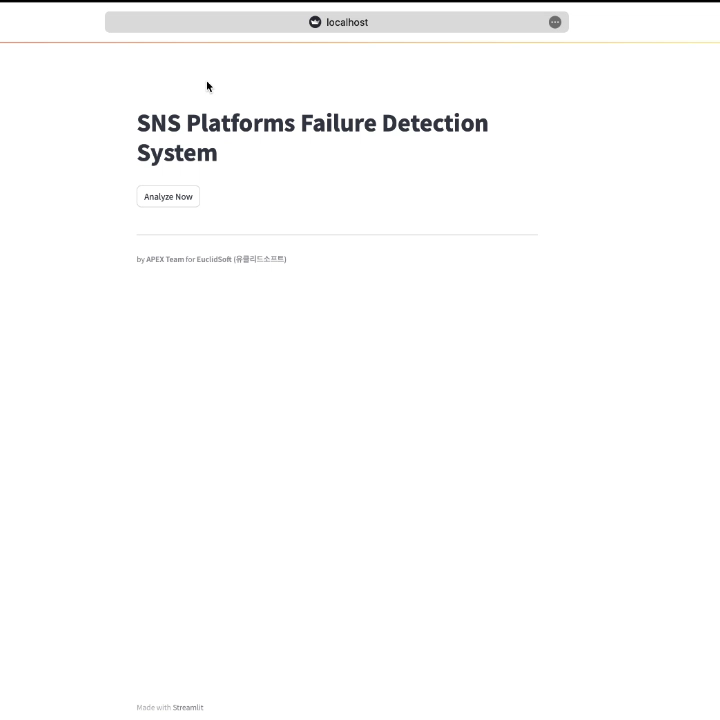 localhost
SNS Platforms Failure Detection
System
Analyze Now
by APEX Team for EuclidSoft (유클리드소프트)
Made with Streamlit